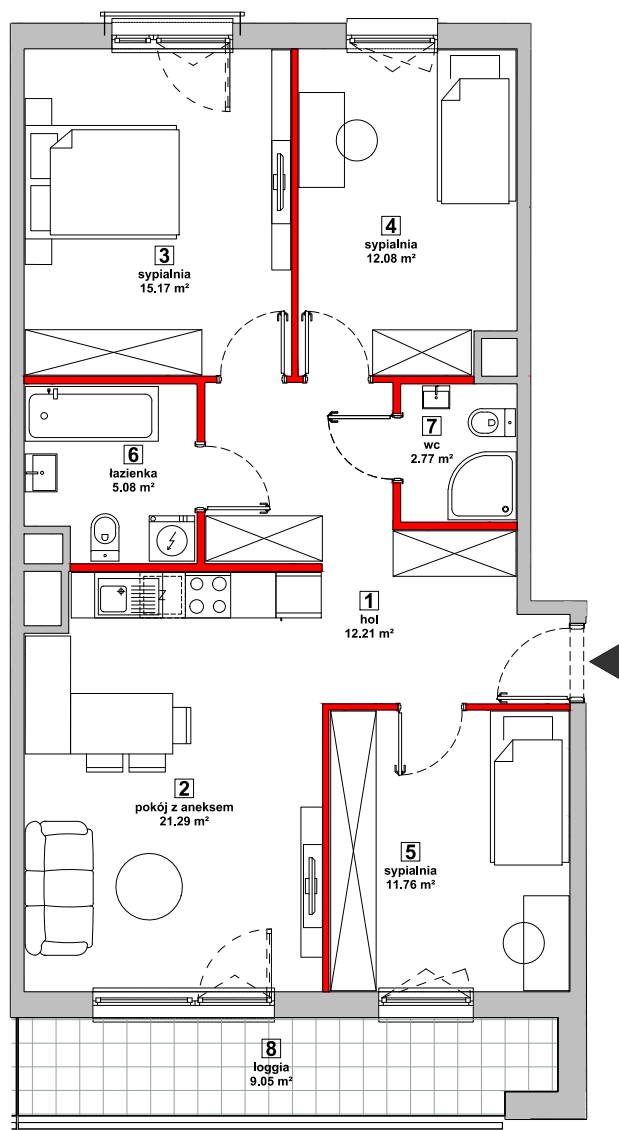 3
sypialnia
15.17 m²
4
sypialnia
12.08 m²
6
łazienka
5.08 m²
7
wc
2.77 m²
Z
1
hol
12.21 m²
2
pokój z aneksem
21.29 m²
5
sypialnia
11.76 m²
8
loggia
9.05 m²